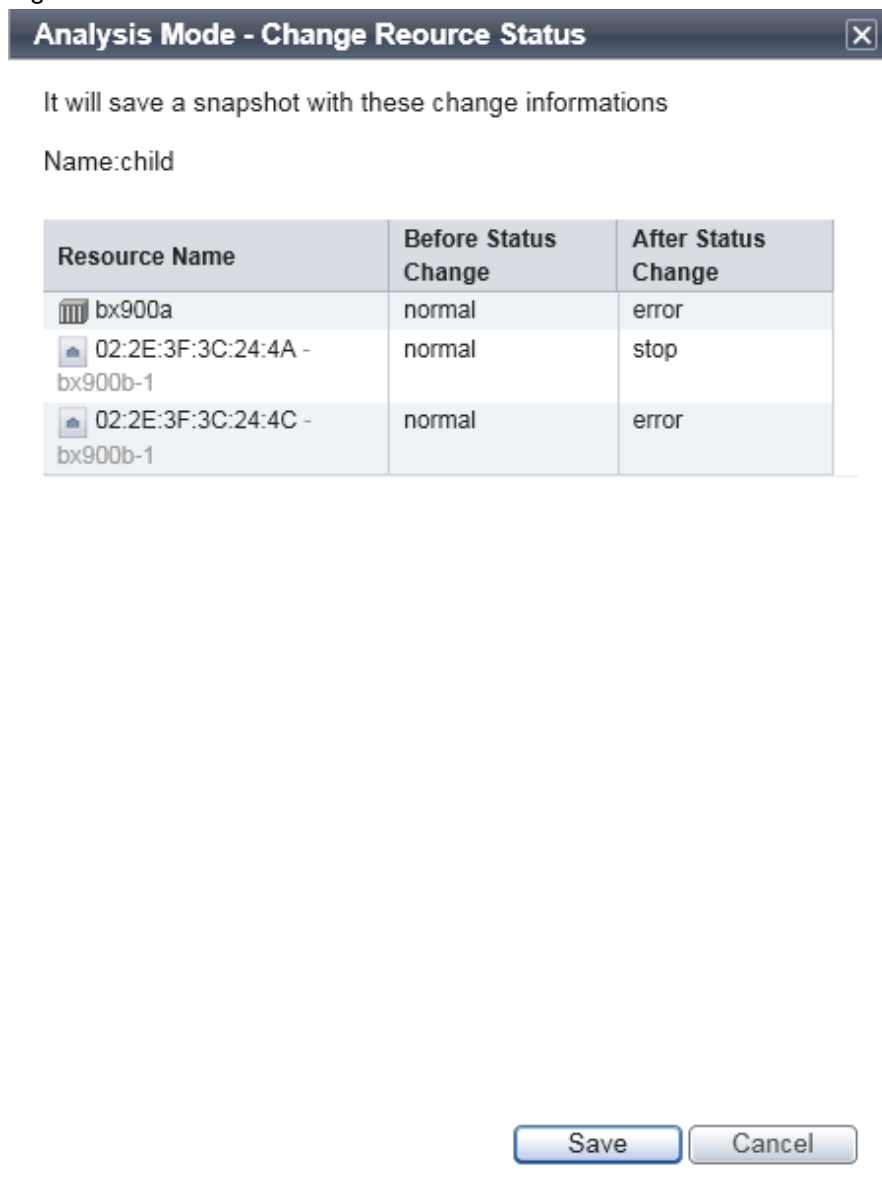 Analysis Mode - Change Reource Status
It will save a snapshot with these change informations
Name:child
Resource Name
Before Status
Change
After Status
Change
bx900a normal error
02:2E:3F:3C:24:4A - normal stop
bx900b-1
02:2E:3F:3C:24:4C - normal error
bx900b-1
Save Cancel